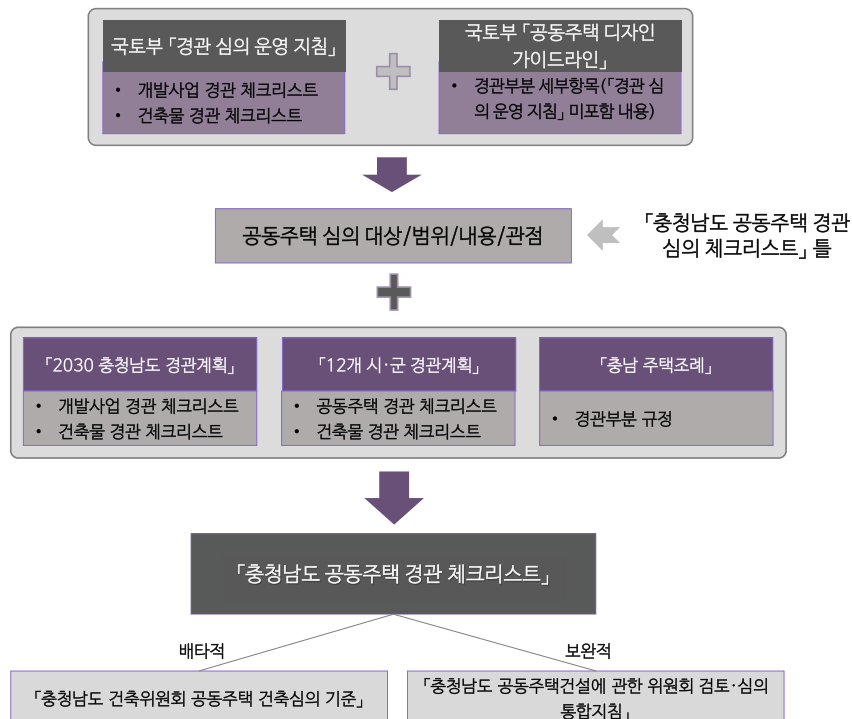 국토부 「경관 심의 운영 지침」
• 개발사업 경관 체크리스트
• 건축물 경관 체크리스트
국토부 「공동주택 디자인
가이드라인」
• 경관부분 세부항목(「경관 심
의 운영 지침」 미포함 내용)
공동주택 심의 대상/범위/내용/관점
「충청남도 공동주택 경관
심의 체크리스트」 틀
「2030 충청남도 경관계획」
• 개발사업 경관 체크리스트
• 건축물 경관 체크리스트
「12개 시·군 경관계획」
• 공동주택 경관 체크리스트
• 건축물 경관 체크리스트
「충남 주택조례」
• 경관부분 규정
「충청남도 공동주택 경관 체크리스트」
배타적
보완적
「충청남도 건축위원회 공동주택 건축심의 기준」
「충청남도 공동주택건설에 관한 위원회 검토·심의
통합지침」